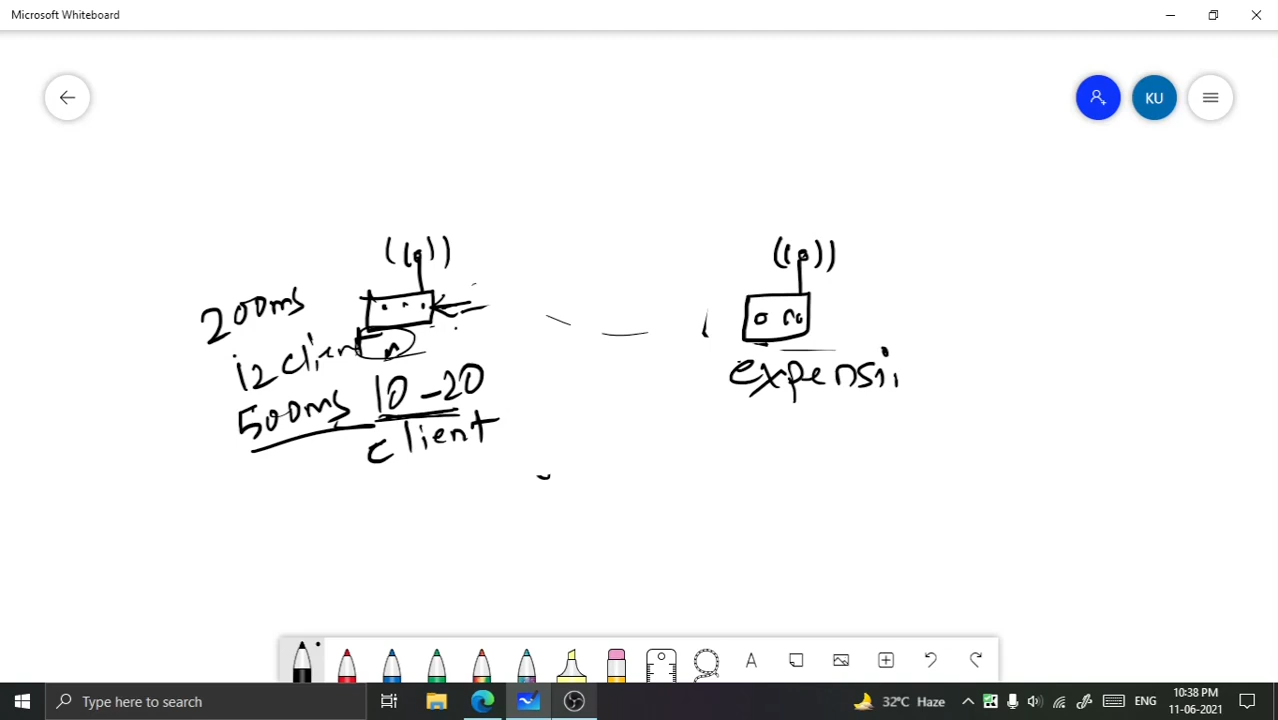 Microsoft Whiteboard
KU
200ms
12 client
500ms 10-20
client
expensi
A
Type here to search
32°C Haze
ENG
10:38 PM
11-06-2021